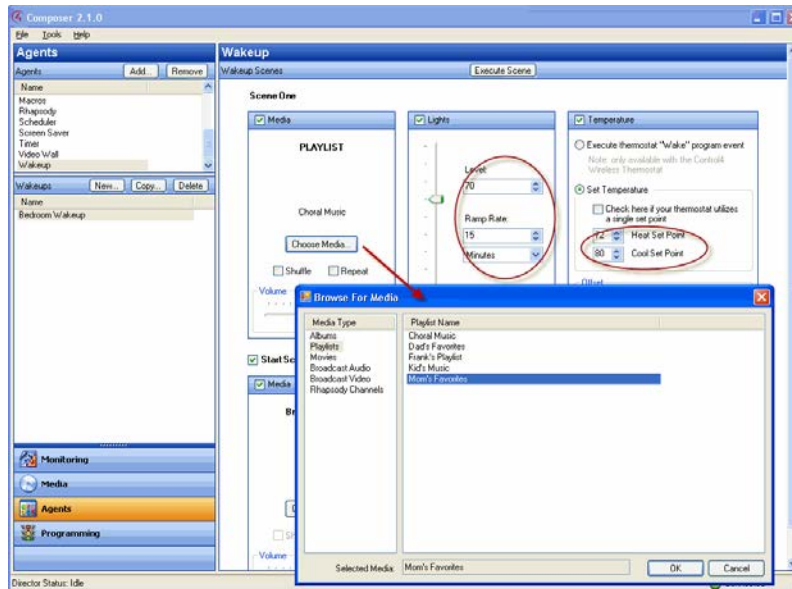 Composer 2.1.0
File Tools Help
Agents
Agents Add... Remove
Name
Macros
Rhapsody
Scheduler
Screen Saver
Timer
Video Wall
Wakeup
Wakeups New... Copy... Delete
Name
Bedroom Wakeup
Monitoring
Media
Agents
Programming
Director Status: Idle
Wakeup
Wakeup Scenes Execute Scene
Scene One
Media
PLAYLIST
Choral Music
Choose Media...
Shuffle Repeat
Volume
Lights
Level:
70
Ramp Rate:
15
Minutes
Temperature
Execute thermostat "Wake" program event
Note: only available with the Control4
Wireless Thermostat
Set Temperature
Check here if your thermostat utilizes
a single set point
72 Heat Set Point
80 Cool Set Point
Offset
Start Sc
Media
Br
Volume
Browse For Media
Media Type
Albums
Playlists
Movies
Broadcast Audio
Broadcast Video
Rhapsody Channels
Playlist Name
Choral Music
Dad's Favorites
Frank's Playlist
Kid's Music
Mom's Favorites
Selected Media: Mom's Favorites OK Cancel